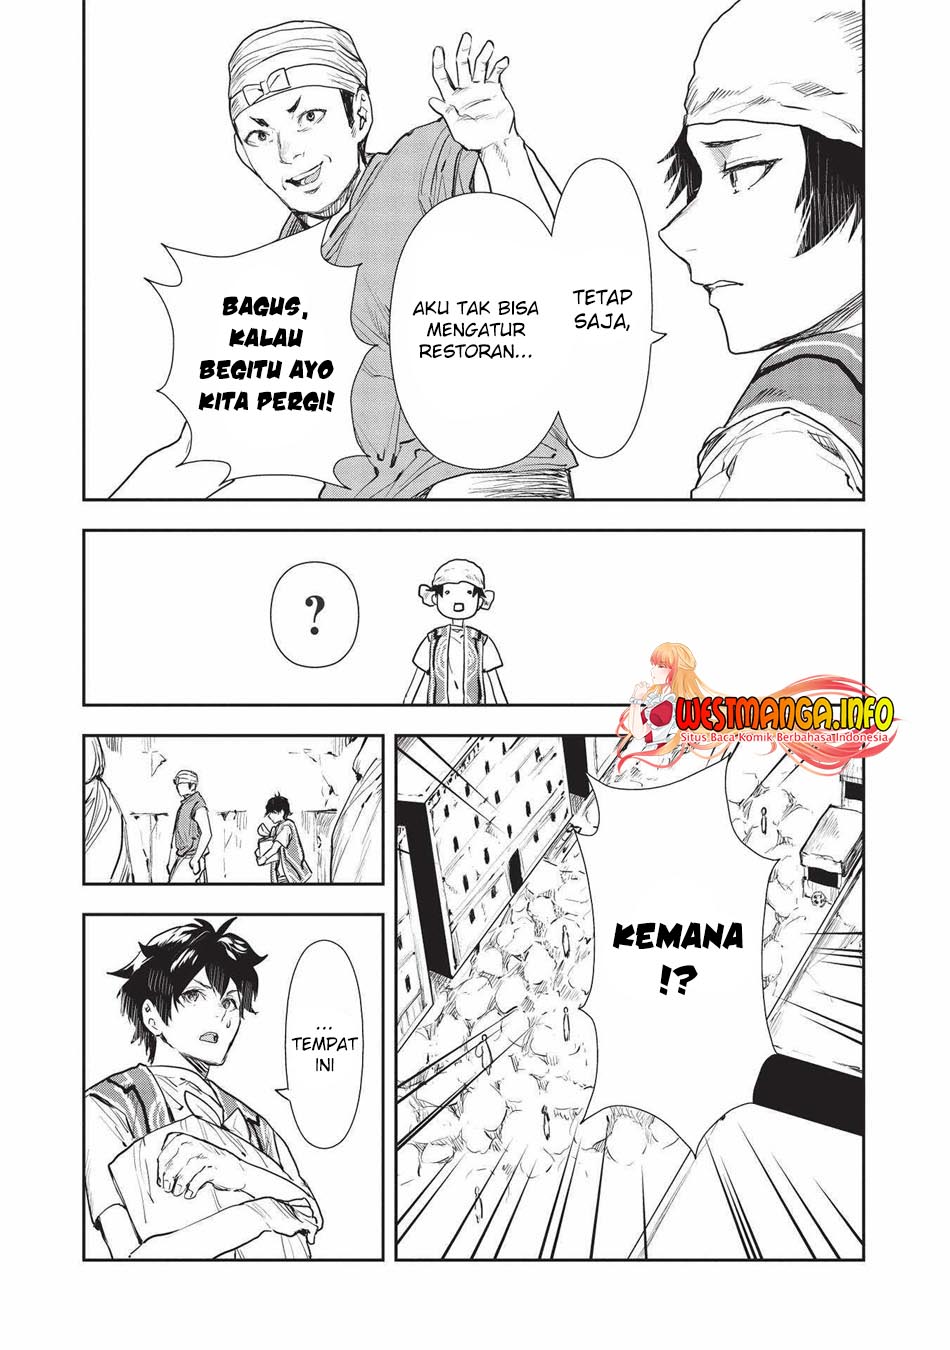 TETAP
SAJA,
AKU TAK BISA
MENGATUR
RESTORAN...
BAGUS,
KALAU
BEGITU AYO
KITA PERGI!
?
WESTMANGA.INFO
Situs Baca Komik Berbahasa Indonesia
KEMANA
!?
...
TEMPAT
INI